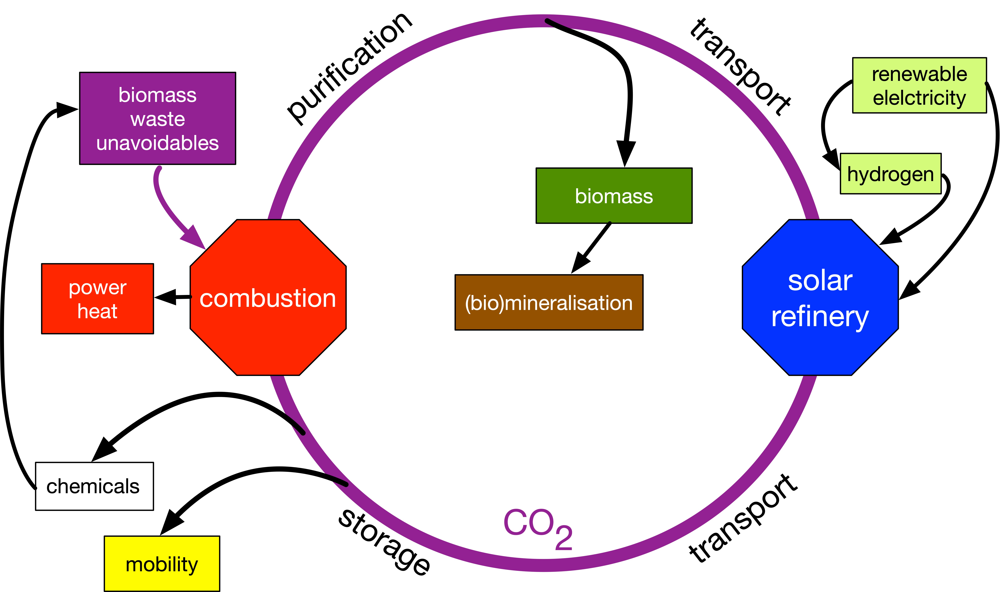 purification
transport
renewable
elelctricity
biomass
waste
unavoidables
hydrogen
biomass
power
heat
combustion
(bio)mineralisation
solar
refinery
chemicals
mobility
storage
CO2
transport